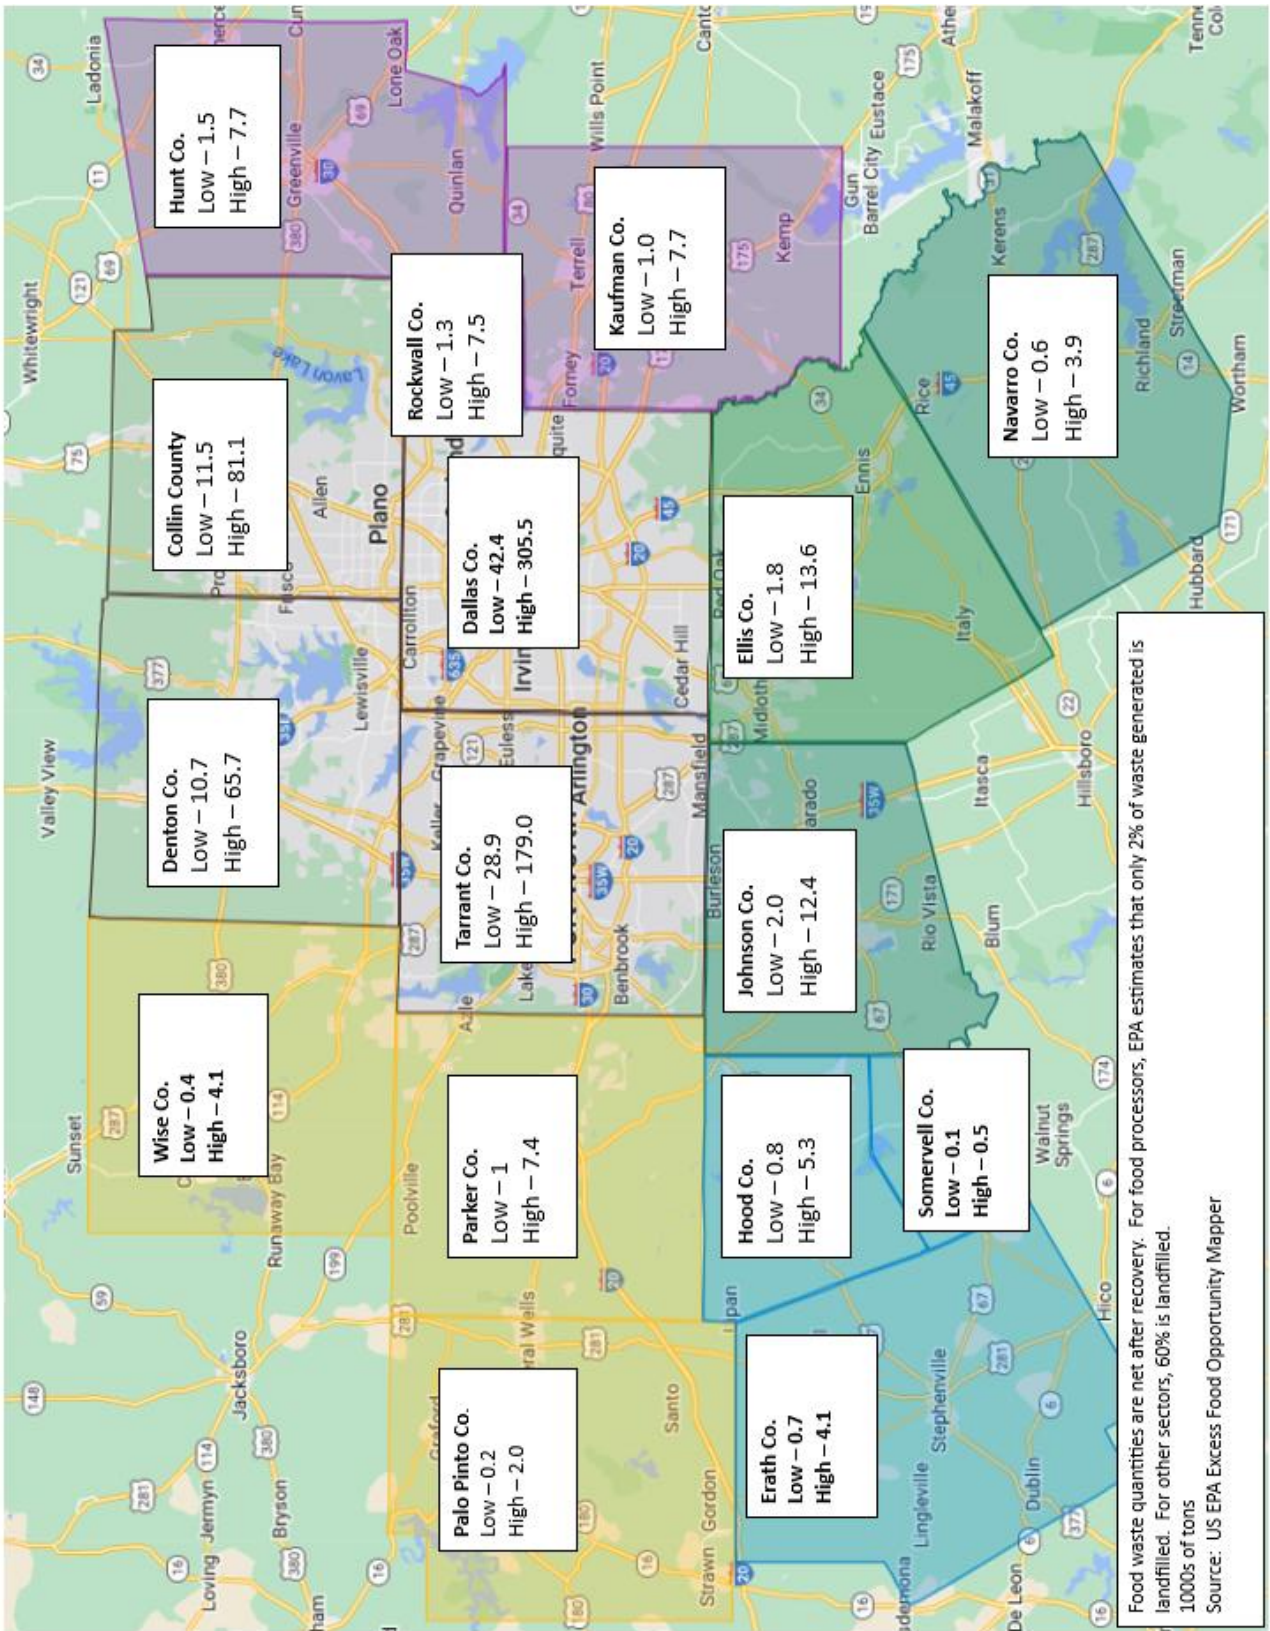 Hunt Co.
Low – 1.5
High – 7.7
Collin County
Low – 11.5
High – 81.1
Denton Co.
Low – 10.7
High – 65.7
Wise Co.
Low – 0.4
High – 4.1
Rockwall Co.
Low – 1.3
High – 7.5
Kaufman Co.
Low – 1.0
High – 7.7
Dallas Co.
Low – 42.4
High – 305.5
Tarrant Co.
Low – 28.9
High – 179.0
Parker Co.
Low – 1
High – 7.4
Palo Pinto Co.
Low – 0.2
High – 2.0
Navarro Co.
Low – 0.6
High – 3.9
Ellis Co.
Low – 1.8
High – 13.6
Johnson Co.
Low – 2.0
High – 12.4
Hood Co.
Low – 0.8
High – 5.3
Somervell Co.
Low – 0.1
High – 0.5
Erath Co.
Low – 0.7
High – 4.1
Ladonia
Whitewright
Valley View
Sunset
Jacksboro
Jermyn
Loving
Bryson
Runaway Bay
Poolville
Greenville
Lone Oak
Quinlan
Wills Point
Terrell
Forney
Kemp
Gun
Barrel City
Eustace
Malakoff
Kerens
Streetman
Richland
Wortham
Rice
Ennis
Italy
Hubbard
Hillsboro
Itasca
Rio Vista
Blum
Walnut
Springs
Hico
Stephenville
Dublin
Lingleville
De Leon
Strawn
Gordon
Santo
Azle
Benbrook
Burleson
Mansfield
Cedar Hill
Arlington
Euless
Grapevine
Keller
Carrollton
Lewisville
Plano
Allen
Lavon Lake
Food waste quantities are net after recovery. For food processors, EPA estimates that only 2% of waste generated is
landfilled. For other sectors, 60% is landfilled.
1000s of tons
Source: US EPA Excess Food Opportunity Mapper